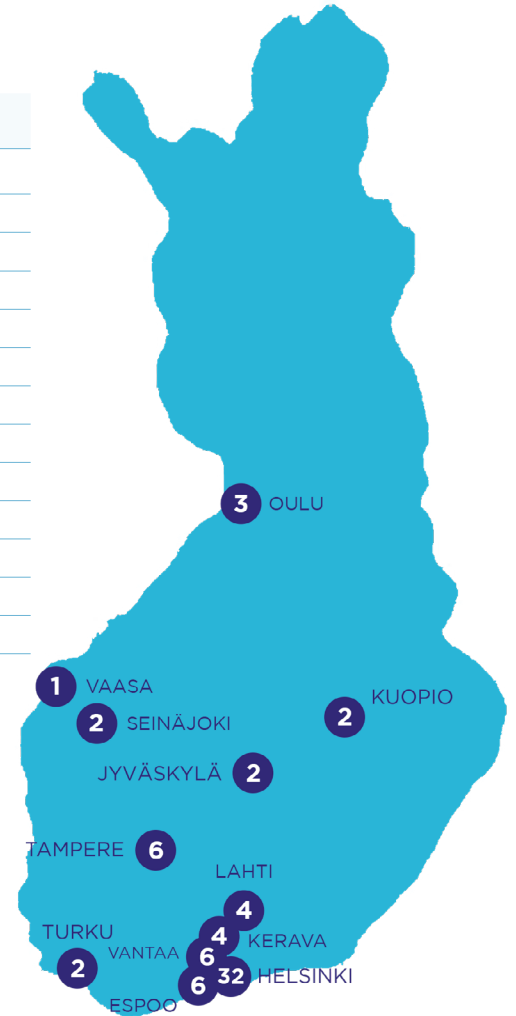 3 OULU
1 VAASA
KUOPIO
2
2 SEINÄJOKI
JYVÄSKYLÄ 2
TAMPERE 6
LAHTI
4
TURKU
4 KERAVA
VANTAA 6
2
32 HELSINKI
ESPOO 6